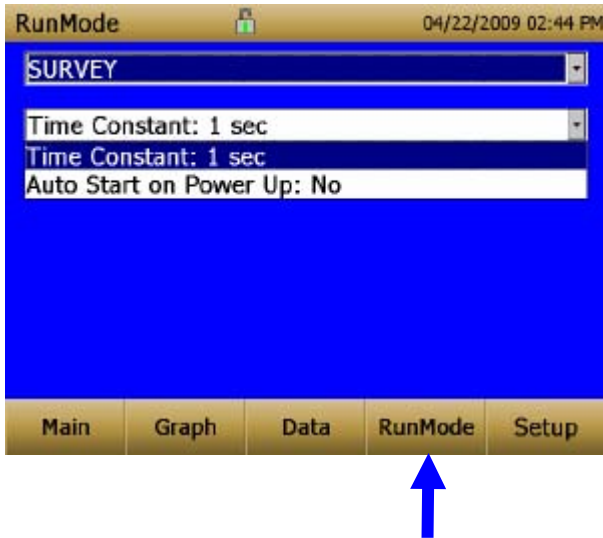 RunMode 04/22/2009 02:44 PM
SURVEY
Time Constant: 1 sec
Time Constant: 1 sec
Auto Start on Power Up: No
Main Graph Data RunMode Setup